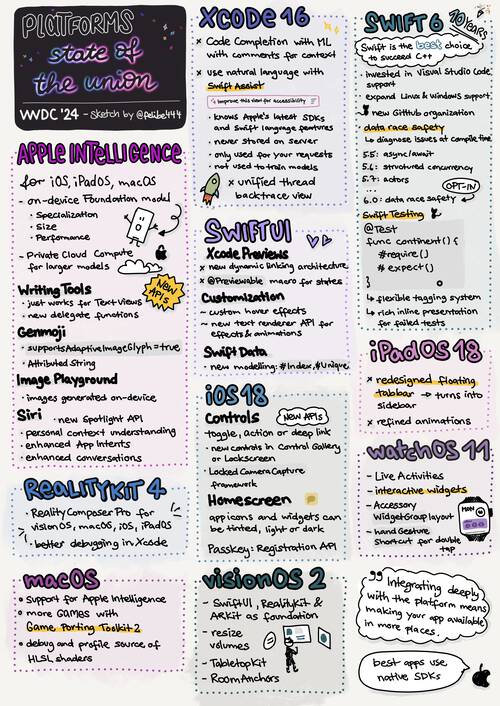 PLATFORMS
state of
the union
WWDC '24 - Sketch by @felibe444
APPLE INTELLIGENCE
for iOS, iPadOS, macOS
- on-device Foundation model
· Specialization
· Size
· Performance
- Private Cloud Compute
for larger models
NEW APIs
Writing Tools
· just works for Text-Views
· new delegate functions
Genmoji
· supportsAdaptiveImageGlyph = true
· Attributed String
Image Playground
· images generated on-device
Siri · new Spotlight API
· personal context understanding
· enhanced App Intents
· enhanced conversations
REALITYKIT 4
· Reality Composer Pro for
visionOS, macOS, iOS, iPadOS
· better debugging in Xcode
macOS
support for Apple Intelligence
more GAMES with
Game Porting Toolkit 2
debug and profile source of
HLSL shaders
XCODE 16
x Code Completion with ML
with comments for context
x use natural language with
Swift Assist
Improve this view for accessibility
· knows Apple's latest SDKs
and Swift language features
· never stored on server
· only used for your requests
· not used to train models
x unified thread
backtrace view
SWIFTUI
Xcode Previews
x new dynamic linking architecture
x @Previewable macro for states
Customization
~ custom hover effects
~ new text renderer API for
effects & animations
Swift Data
- new modelling: #Index, #Unique
iOS 18
Controls
NEW APIs
toggle, action or deep link
· new controls in Control Gallery
or Lockscreen
· Locked Camera Capture
framework
Homescreen
app icons and widgets can
be tinted, light or dark
Passkey: Registration API
visionOS 2
- SwiftUI, RealityKit &
ARKit as foundation
- resize
volumes
- TabletopKit
- Room Anchors
SWIFT 6
10 YEARS
Swift is the best choice
to succeed C++
· invested in Visual Studio Code
support
· expand Linux & Windows support
new GitHub organization
data race safety
↳ diagnose issues at compile time
5.5: async/await
5.6: structured concurrency
5.7: actors
...
OPT-IN
6.0: data race safety
Swift Testing
@Test
func continent() {
#require()
#expect()
}
↳ flexible tagging system
↳ rich inline presentation
for failed tests
iPadOS 18
x redesigned floating
tabbar → turns into
sidebar
x refined animations
watchOS 11
- Live Activities
- interactive widgets
- Accessory
WidgetGroup layout
- hand Gesture
Shortcut for double
tap
" Integrating deeply
with the platform means
making your app available
in more places. "
best apps use
native SDKs